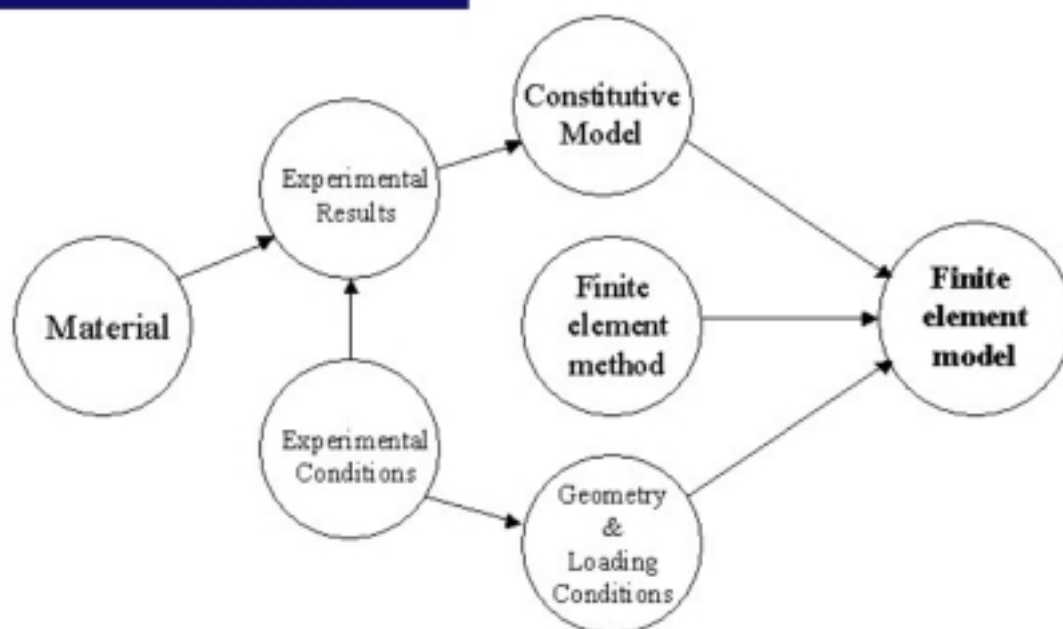 Constitutive
Model
Experimental
Results
Material
Finite
element
method
Finite
element
model
Experimental
Conditions
Geometry
&
Loading
Conditions